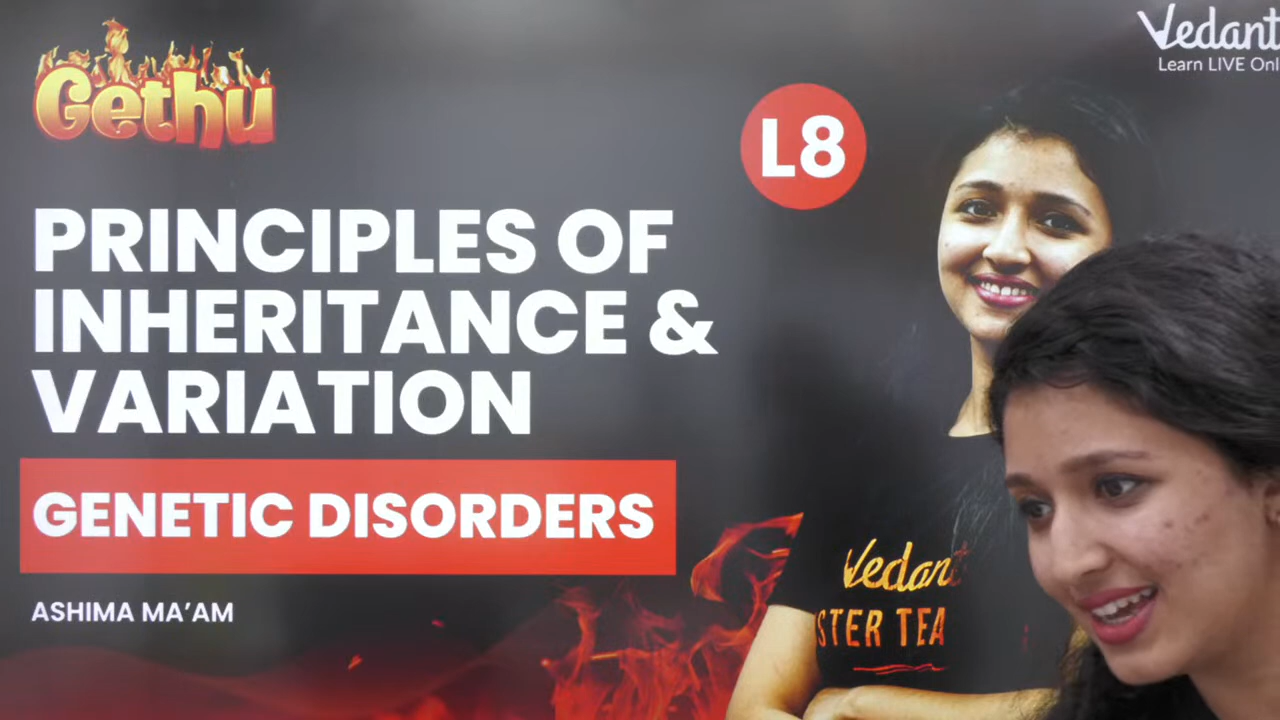 Gethu
Vedant
Learn LIVE Onl
L8
PRINCIPLES OF
INHERITANCE &
VARIATION
GENETIC DISORDERS
ASHIMA MA’AM
Vedant
STER TEA